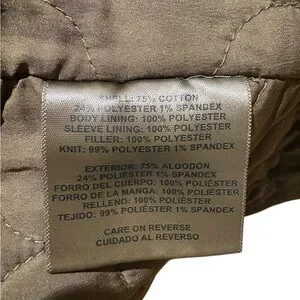 SHELL: 75% COTTON
24% POLYESTER 1% SPANDEX
BODY LINING: 100% POLYESTER
SLEEVE LINING: 100% POLYESTER
FILLER: 100% POLYESTER
KNIT: 99% POLYESTER 1% SPANDEX
EXTERIOR: 75% ALGODÓN
24% POLIÉSTER 1% SPANDEX
FORRO DEL CUERPO: 100% POLIÉSTER
FORRO DE LA MANGA: 100% POLIÉSTER
RELLENO: 100% POLIÉSTER
TEJIDO: 99% POLIÉSTER 1% SPANDEX
CARE ON REVERSE
CUIDADO AL REVERSO